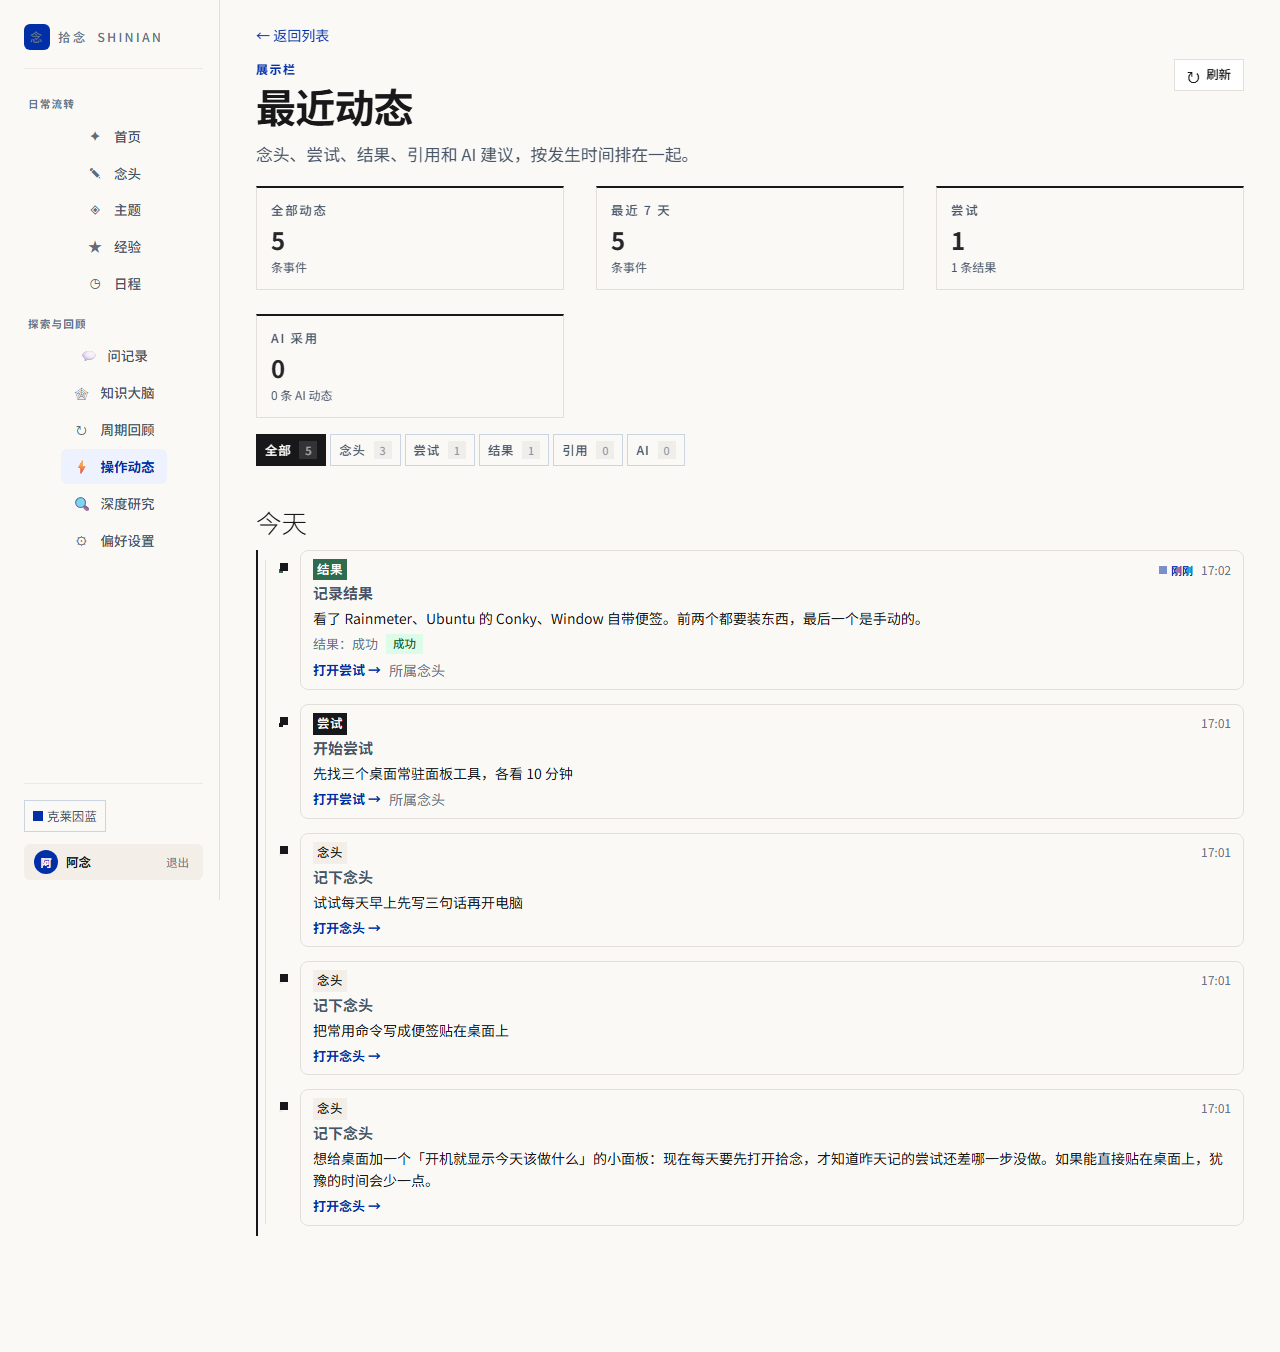 念 拾念 SHINIAN
日常流转
✦ 首页
✎ 念头
◈ 主题
★ 经验
◷ 日程
探索与回顾
💬 问记录
🕸 知识大脑
↻ 周期回顾
⚡ 操作动态
🔍 深度研究
⚙ 偏好设置
克莱因蓝
阿 阿念 退出
← 返回列表
展示栏
最近动态
↻ 刷新
念头、尝试、结果、引用和 AI 建议，按发生时间排在一起。
全部动态
5
条事件
最近 7 天
5
条事件
尝试
1
1 条结果
AI 采用
0
0 条 AI 动态
全部 5 念头 3 尝试 1 结果 1 引用 0 AI 0
今天
结果 刚刚 17:02
记录结果
看了 Rainmeter、Ubuntu 的 Conky、Window 自带便签。前两个都要装东西，最后一个是手动的。
结果：成功 成功
打开尝试 → 所属念头
尝试 17:01
开始尝试
先找三个桌面常驻面板工具，各看 10 分钟
打开尝试 → 所属念头
念头 17:01
记下念头
试试每天早上先写三句话再开电脑
打开念头 →
念头 17:01
记下念头
把常用命令写成便签贴在桌面上
打开念头 →
念头 17:01
记下念头
想给桌面加一个「开机就显示今天该做什么」的小面板：现在每天要先打开拾念，才知道昨天记的尝试还差哪一步没做。如果能直接贴在桌面上，犹
豫的时间会少一点。
打开念头 →